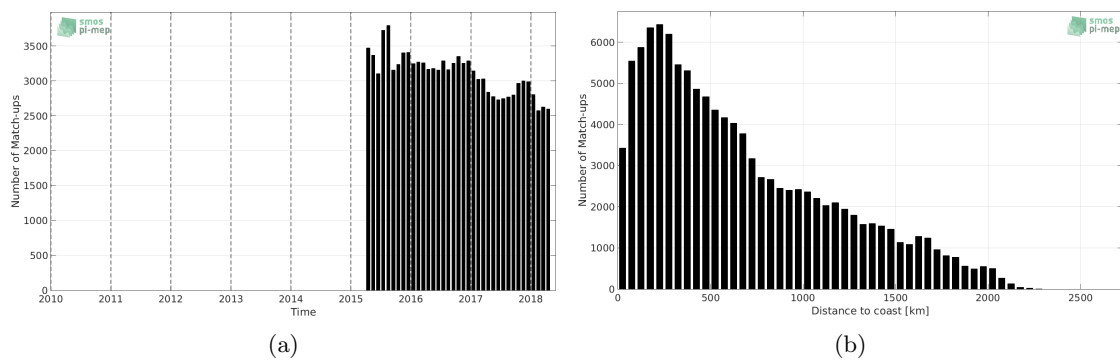 smos
pi-mep
Number of Match-ups
3500
3000
2500
2000
1500
1000
500
0
2010 2011 2012 2013 2014 2015 2016 2017 2018
Time
(a)
smos
pi-mep
Number of Match-ups
6000
5000
4000
3000
2000
1000
0
0 500 1000 1500 2000 2500
Distance to coast [km]
(b)